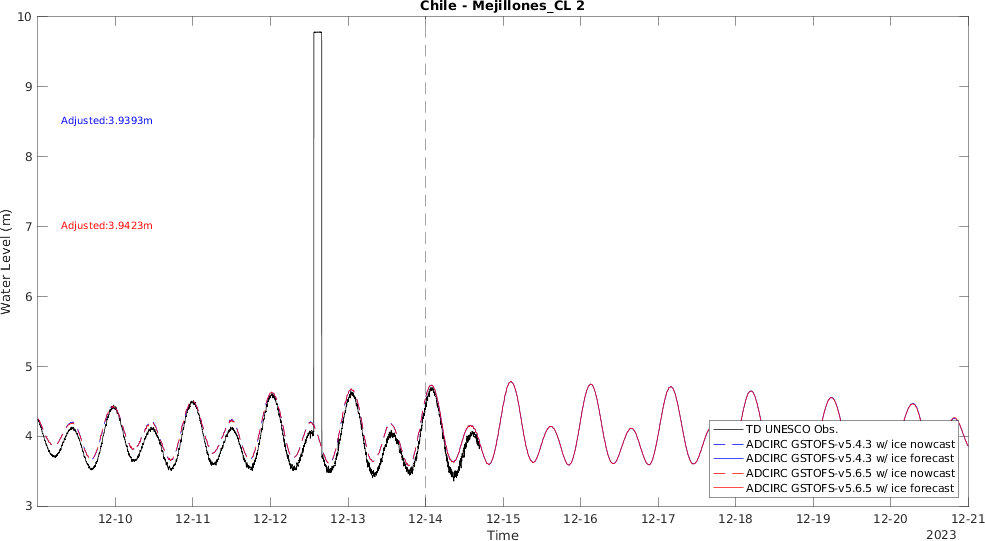 Chile - Mejillones_CL 2
10
9
8
7
6
5
4
3
Adjusted:3.9393m
Adjusted:3.9423m
Water Level (m)
TD UNESCO Obs.
ADCIRC GSTOFS-v5.4.3 w/ ice nowcast
ADCIRC GSTOFS-v5.4.3 w/ ice forecast
ADCIRC GSTOFS-v5.6.5 w/ ice nowcast
ADCIRC GSTOFS-v5.6.5 w/ ice forecast
12-10 12-11 12-12 12-13 12-14 12-15 12-16 12-17 12-18 12-19 12-20 12-21
Time
2023